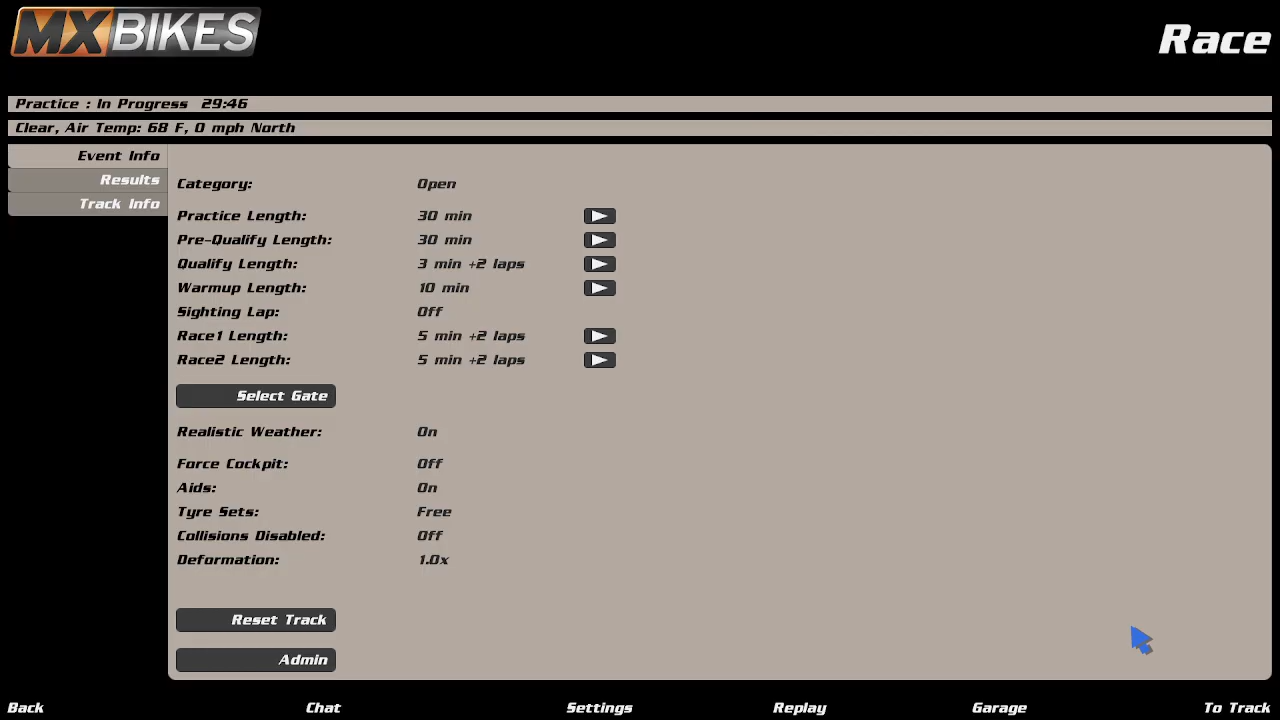 MXBIKES
Race
Practice : In Progress 29:46
Clear, Air Temp: 68 F, 0 mph North
Event Info
Results
Track Info
Category: Open
Practice Length: 30 min
Pre-Qualify Length: 30 min
Qualify Length: 3 min +2 laps
Warmup Length: 10 min
Sighting Lap: Off
Race1 Length: 5 min +2 laps
Race2 Length: 5 min +2 laps
Select Gate
Realistic Weather: On
Force Cockpit: Off
Aids: On
Tyre Sets: Free
Collisions Disabled: Off
Deformation: 1.0x
Reset Track
Admin
Back Chat Settings Replay Garage To Track